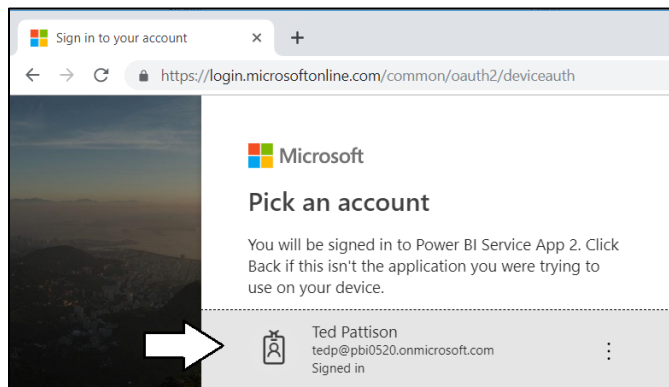 Sign in to your account
https://login.microsoftonline.com/common/oauth2/deviceauth
Microsoft
Pick an account
You will be signed in to Power BI Service App 2. Click
Back if this isn't the application you were trying to
use on your device.
Ted Pattison
tedp@pbi0520.onmicrosoft.com
Signed in